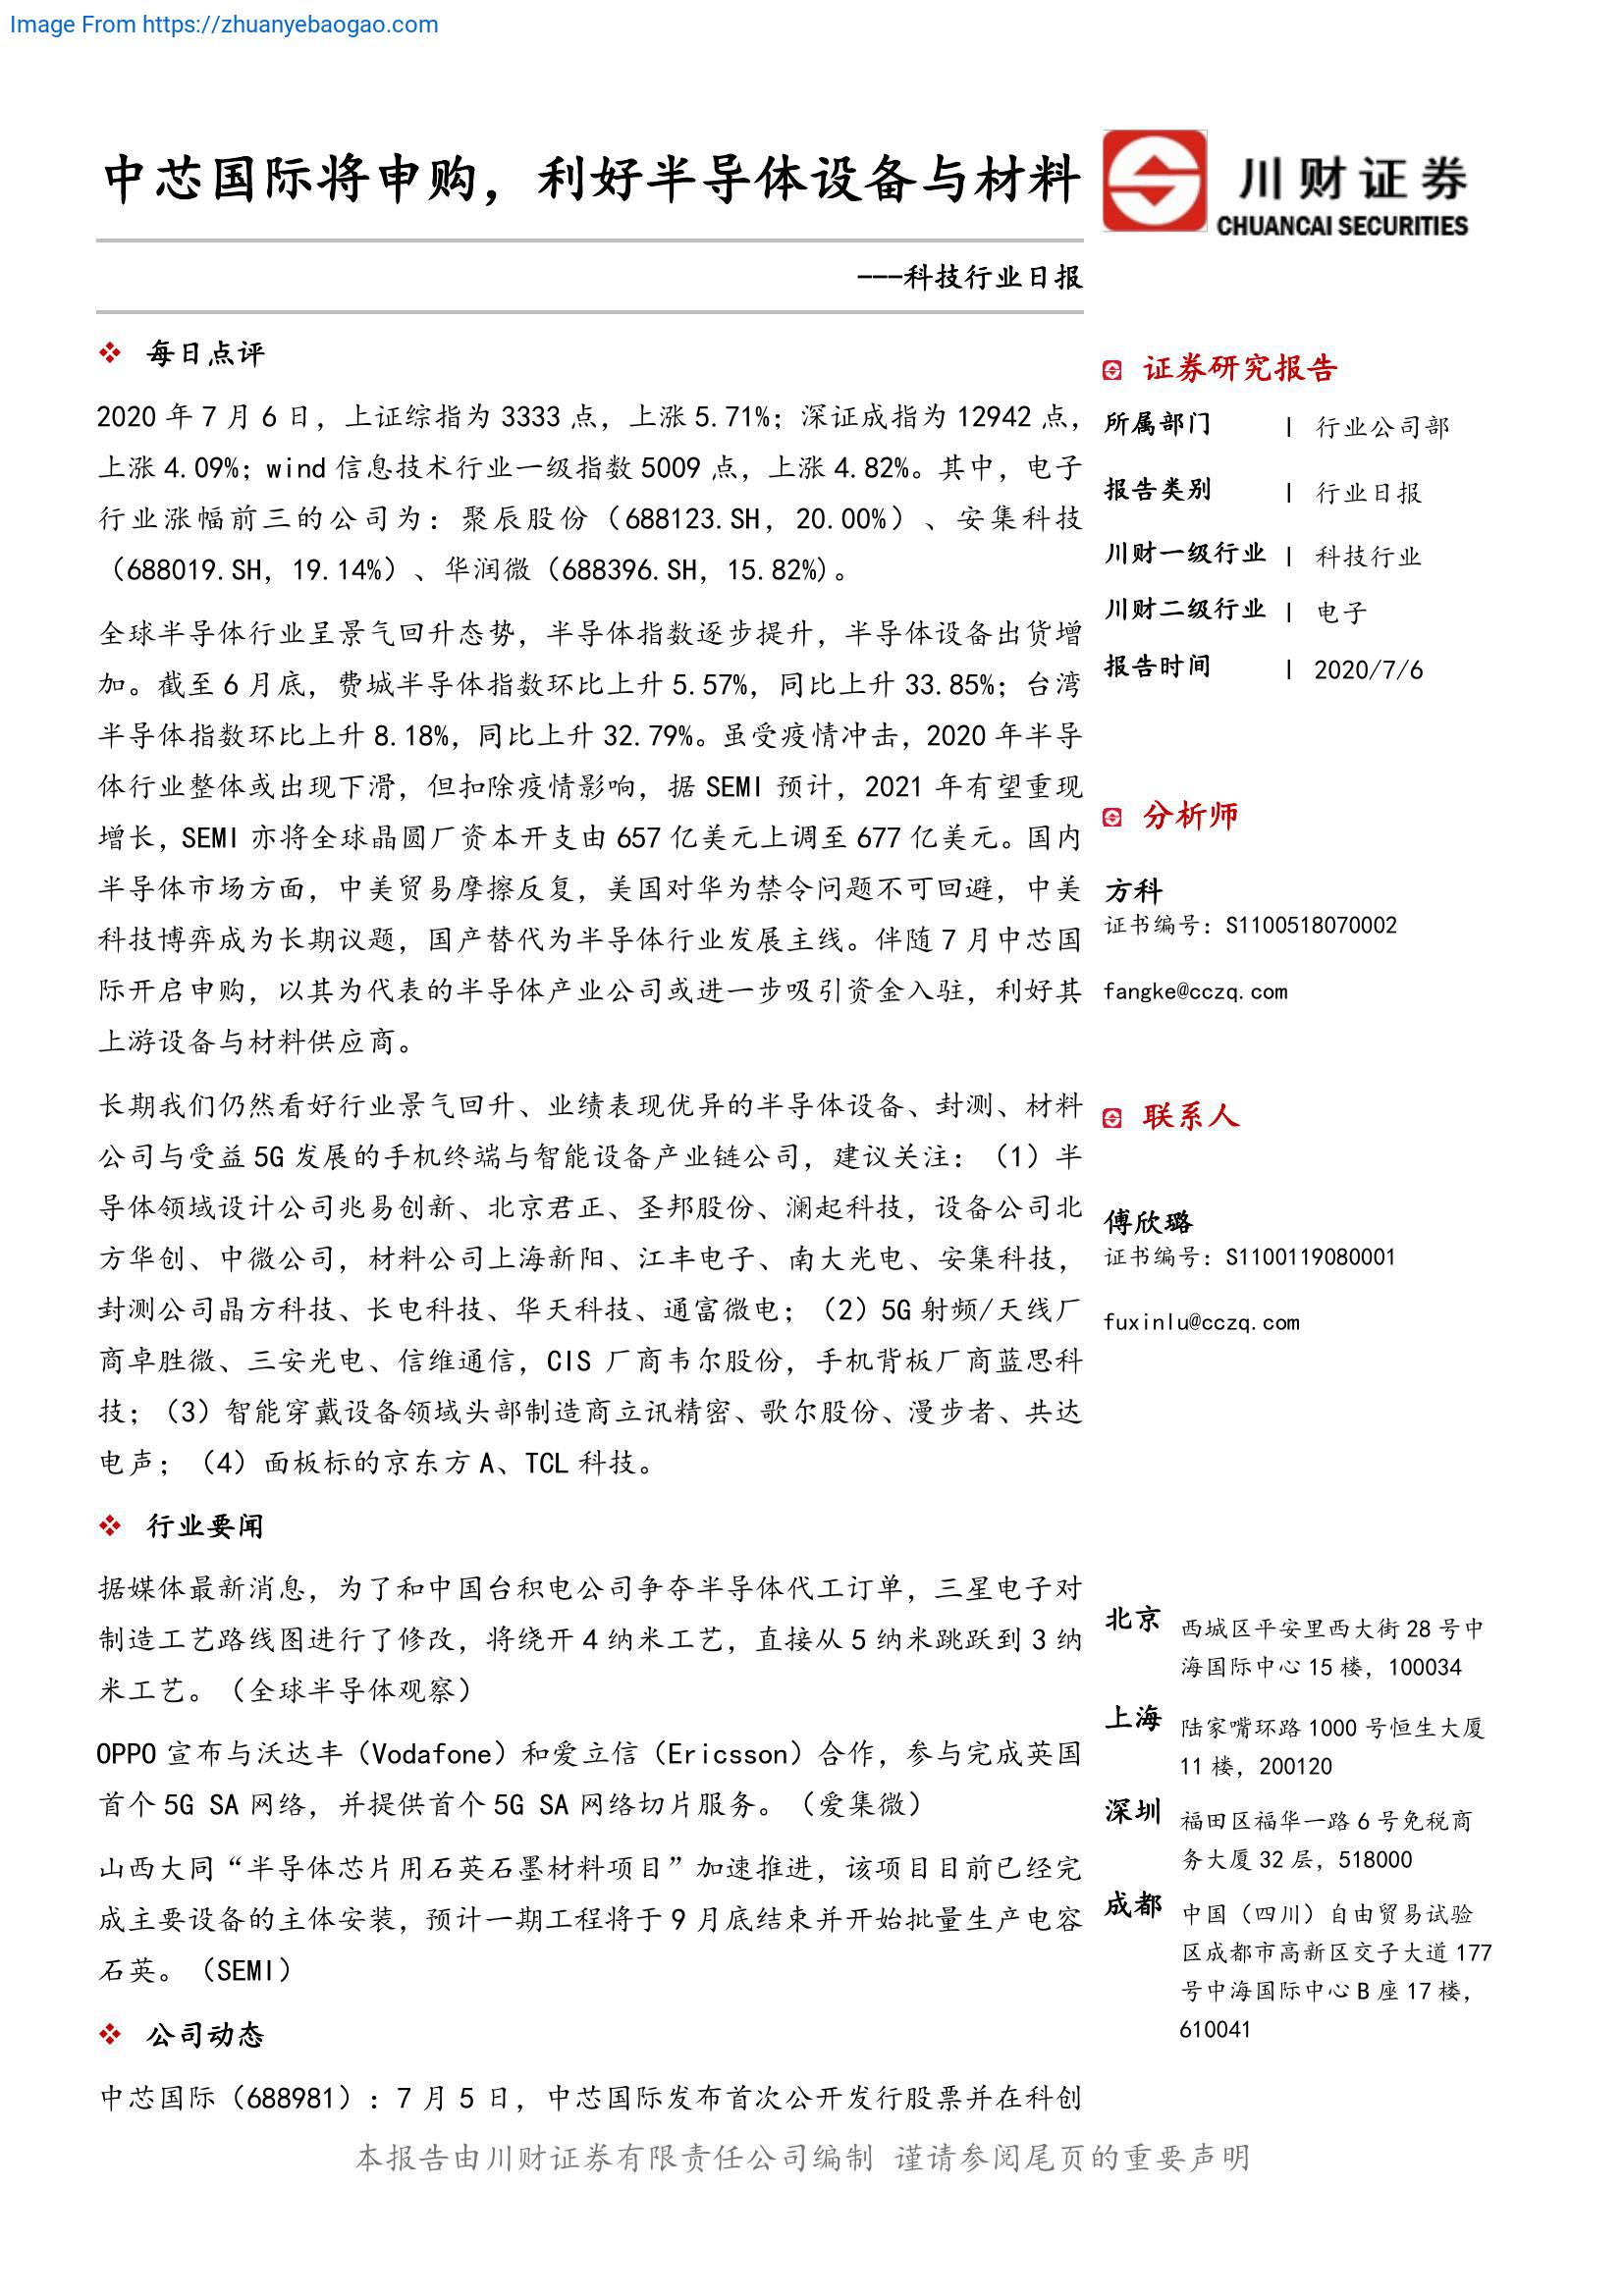 Image From https://zhuanyebaogao.com
中芯国际将申购，利好半导体设备与材料
川财证券
CHUANCAI SECURITIES
---科技行业日报
每日点评
2020 年 7 月 6 日，上证综指为 3333 点，上涨 5.71%；深证成指为 12942 点，
上涨 4.09%；wind 信息技术行业一级指数 5009 点，上涨 4.82%。其中，电子
行业涨幅前三的公司为：聚辰股份（688123.SH，20.00%）、安集科技
（688019.SH，19.14%）、华润微（688396.SH，15.82%)。
全球半导体行业呈景气回升态势，半导体指数逐步提升，半导体设备出货增
加。截至 6 月底，费城半导体指数环比上升 5.57%，同比上升 33.85%；台湾
半导体指数环比上升 8.18%，同比上升 32.79%。虽受疫情冲击，2020 年半导
体行业整体或出现下滑，但扣除疫情影响，据 SEMI 预计，2021 年有望重现
增长，SEMI 亦将全球晶圆厂资本开支由 657 亿美元上调至 677 亿美元。国内
半导体市场方面，中美贸易摩擦反复，美国对华为禁令问题不可回避，中美
科技博弈成为长期议题，国产替代为半导体行业发展主线。伴随 7 月中芯国
际开启申购，以其为代表的半导体产业公司或进一步吸引资金入驻，利好其
上游设备与材料供应商。
长期我们仍然看好行业景气回升、业绩表现优异的半导体设备、封测、材料
公司与受益 5G 发展的手机终端与智能设备产业链公司，建议关注：（1）半
导体领域设计公司兆易创新、北京君正、圣邦股份、澜起科技，设备公司北
方华创、中微公司，材料公司上海新阳、江丰电子、南大光电、安集科技，
封测公司晶方科技、长电科技、华天科技、通富微电；（2）5G 射频/天线厂
商卓胜微、三安光电、信维通信，CIS 厂商韦尔股份，手机背板厂商蓝思科
技；（3）智能穿戴设备领域头部制造商立讯精密、歌尔股份、漫步者、共达
电声；（4）面板标的京东方 A、TCL 科技。
行业要闻
据媒体最新消息，为了和中国台积电公司争夺半导体代工订单，三星电子对
制造工艺路线图进行了修改，将绕开 4 纳米工艺，直接从 5 纳米跳跃到 3 纳
米工艺。（全球半导体观察）
OPPO 宣布与沃达丰（Vodafone）和爱立信（Ericsson）合作，参与完成英国
首个 5G SA 网络，并提供首个 5G SA 网络切片服务。（爱集微）
山西大同“半导体芯片用石英石墨材料项目”加速推进，该项目目前已经完
成主要设备的主体安装，预计一期工程将于 9 月底结束并开始批量生产电容
石英。（SEMI）
公司动态
中芯国际（688981）：7 月 5 日，中芯国际发布首次公开发行股票并在科创
证券研究报告
所属部门 | 行业公司部
报告类别 | 行业日报
川财一级行业 | 科技行业
川财二级行业 | 电子
报告时间 | 2020/7/6
分析师
方科
证书编号：S1100518070002
fangke@cczq.com
联系人
傅欣璐
证书编号：S1100119080001
fuxinlu@cczq.com
北京 西城区平安里西大街 28 号中
海国际中心 15 楼，100034
上海 陆家嘴环路 1000 号恒生大厦
11 楼，200120
深圳 福田区福华一路 6 号免税商
务大厦 32 层，518000
成都 中国（四川）自由贸易试验
区成都市高新区交子大道 177
号中海国际中心 B 座 17 楼，
610041
本报告由川财证券有限责任公司编制 谨请参阅尾页的重要声明